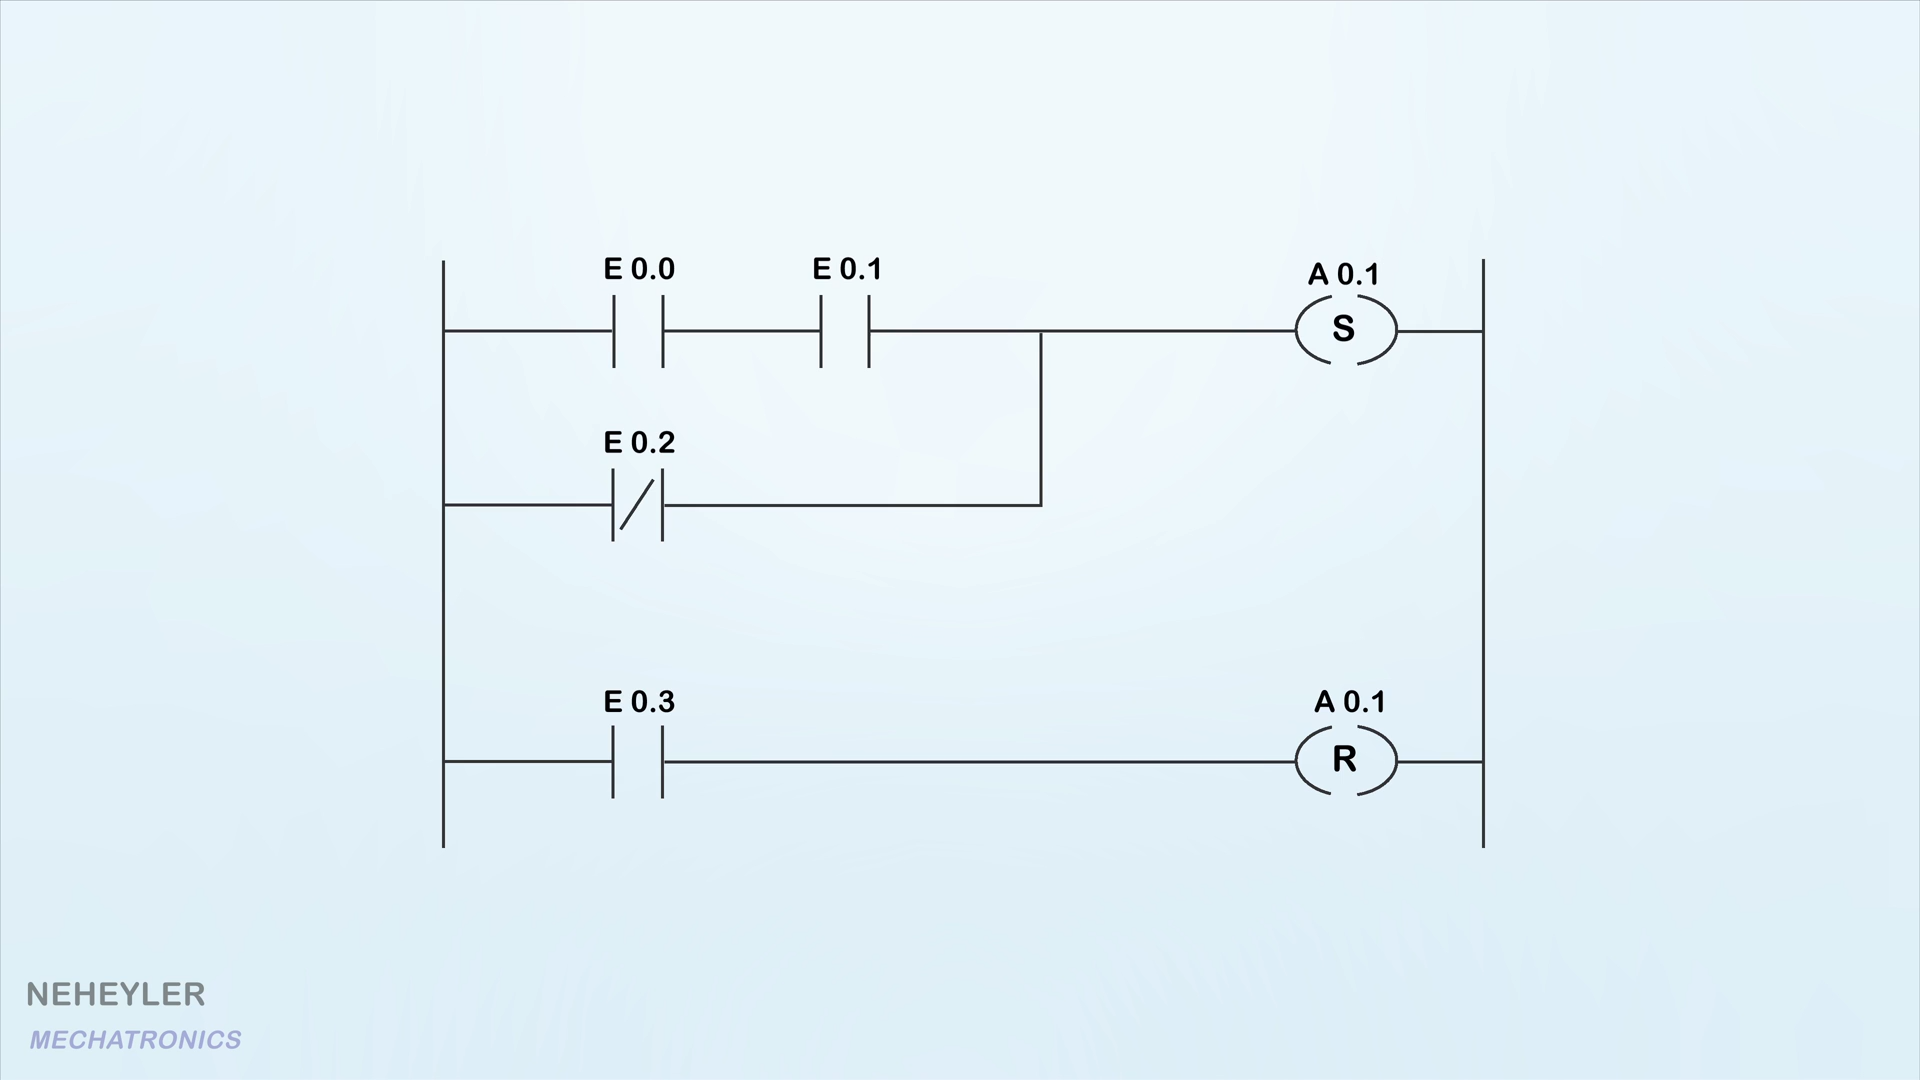 E 0.0
E 0.1
A 0.1
S
E 0.2
E 0.3
A 0.1
R
NEHEYLER
MECHATRONICS